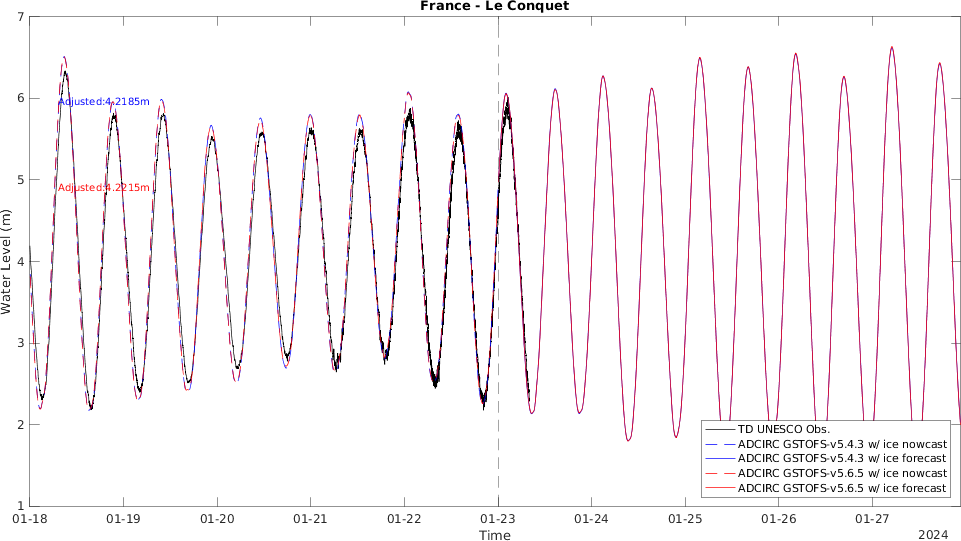 France - Le Conquet
7
6
5
4
3
2
1
Water Level (m)
Adjusted:4.2185m
Adjusted:4.2215m
TD UNESCO Obs.
ADCIRC GSTOFS-v5.4.3 w/ ice nowcast
ADCIRC GSTOFS-v5.4.3 w/ ice forecast
ADCIRC GSTOFS-v5.6.5 w/ ice nowcast
ADCIRC GSTOFS-v5.6.5 w/ ice forecast
01-18 01-19 01-20 01-21 01-22 01-23 01-24 01-25 01-26 01-27
Time
2024